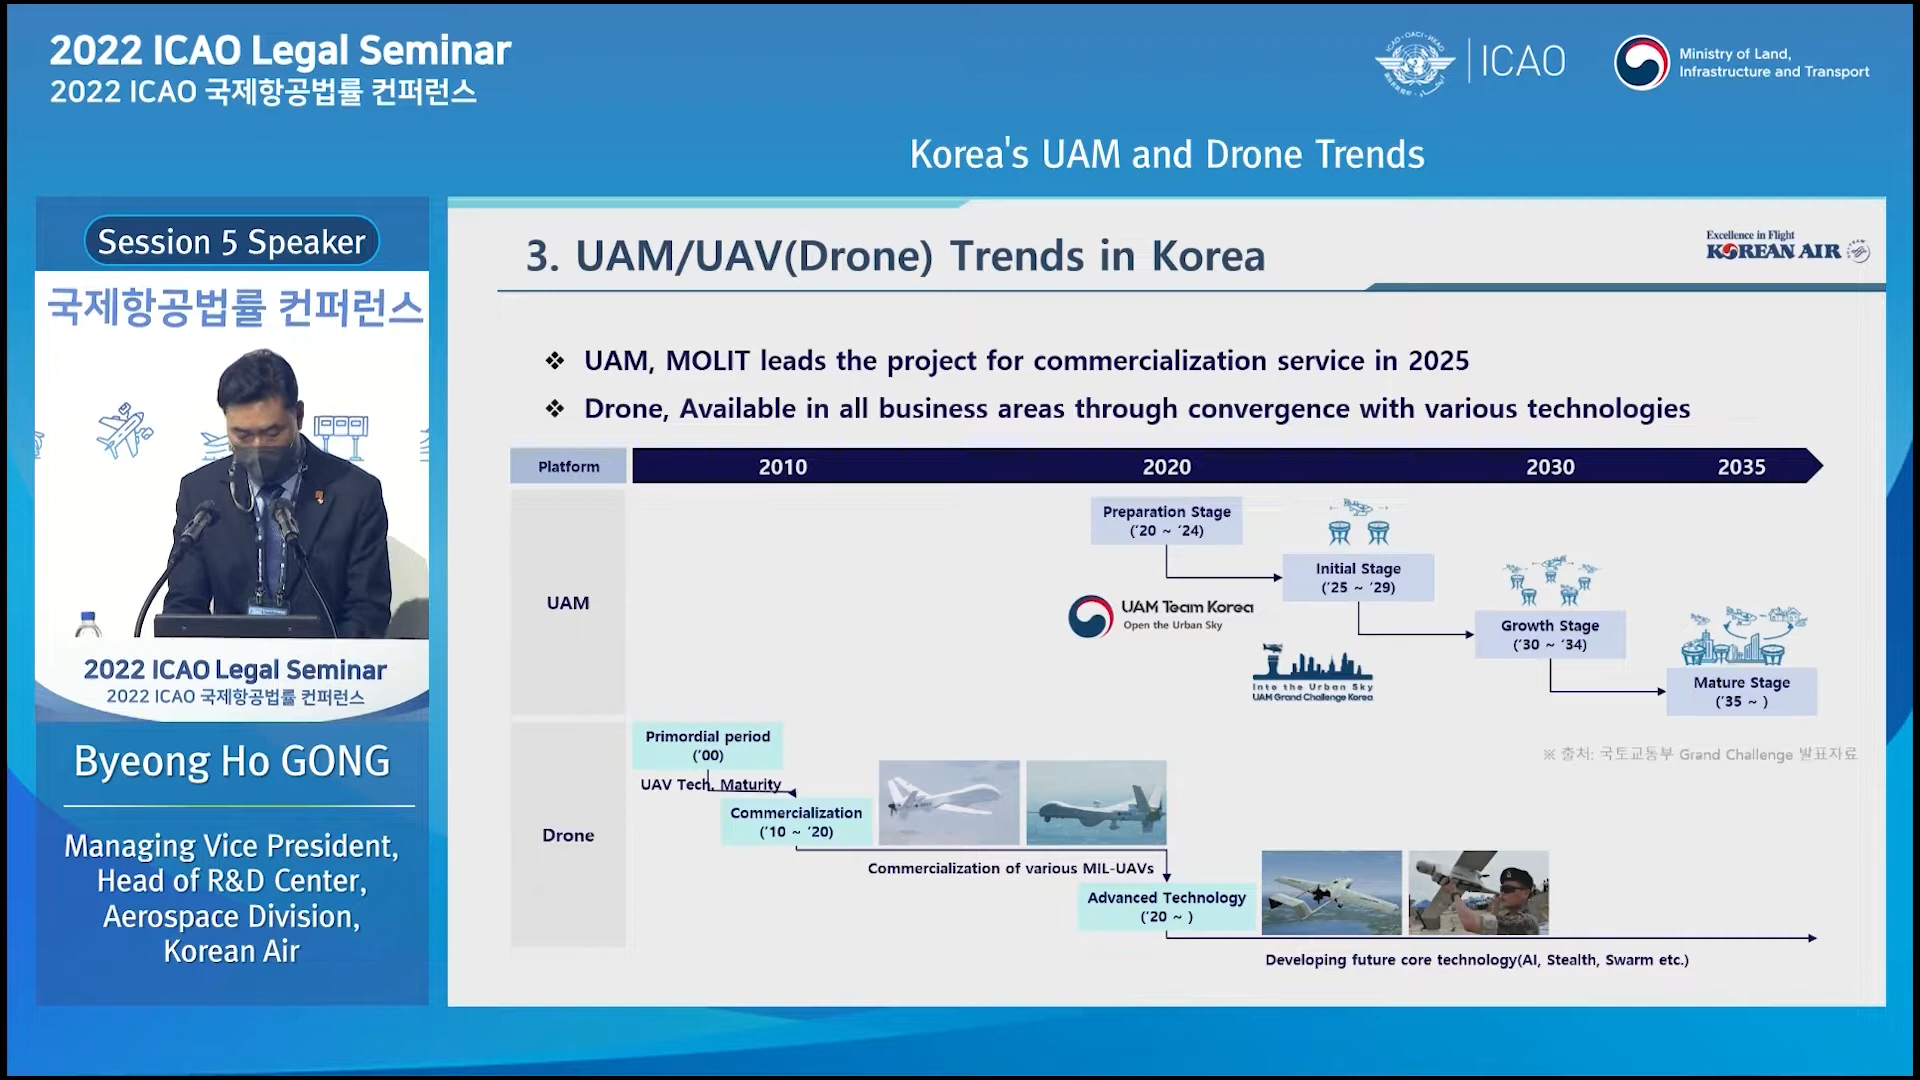 2022 ICAO Legal Seminar
2022 ICAO 국제항공법률 컨퍼런스
ICAO
Ministry of Land,
Infrastructure and Transport
Korea's UAM and Drone Trends
Session 5 Speaker
국제항공법률 컨퍼런스
2022 ICAO Legal Seminar
2022 ICAO 국제항공법률 컨퍼런스
Byeong Ho GONG
Managing Vice President,
Head of R&D Center,
Aerospace Division,
Korean Air
3. UAM/UAV(Drone) Trends in Korea
Excellence in Flight
KOREAN AIR
❖ UAM, MOLIT leads the project for commercialization service in 2025
❖ Drone, Available in all business areas through convergence with various technologies
Platform 2010 2020 2030 2035
UAM
Preparation Stage
('20 ~ '24)
Initial Stage
('25 ~ '29)
UAM Team Korea
Open the Urban Sky
Growth Stage
('30 ~ '34)
Into the Urban Sky
UAM Grand Challenge Korea
Mature Stage
('35 ~ )
※ 출처: 국토교통부 Grand Challenge 발표자료
Drone
Primordial period
('00)
UAV Tech. Maturity
Commercialization
('10 ~ '20)
Commercialization of various MIL-UAVs
Advanced Technology
('20 ~ )
Developing future core technology(AI, Stealth, Swarm etc.)